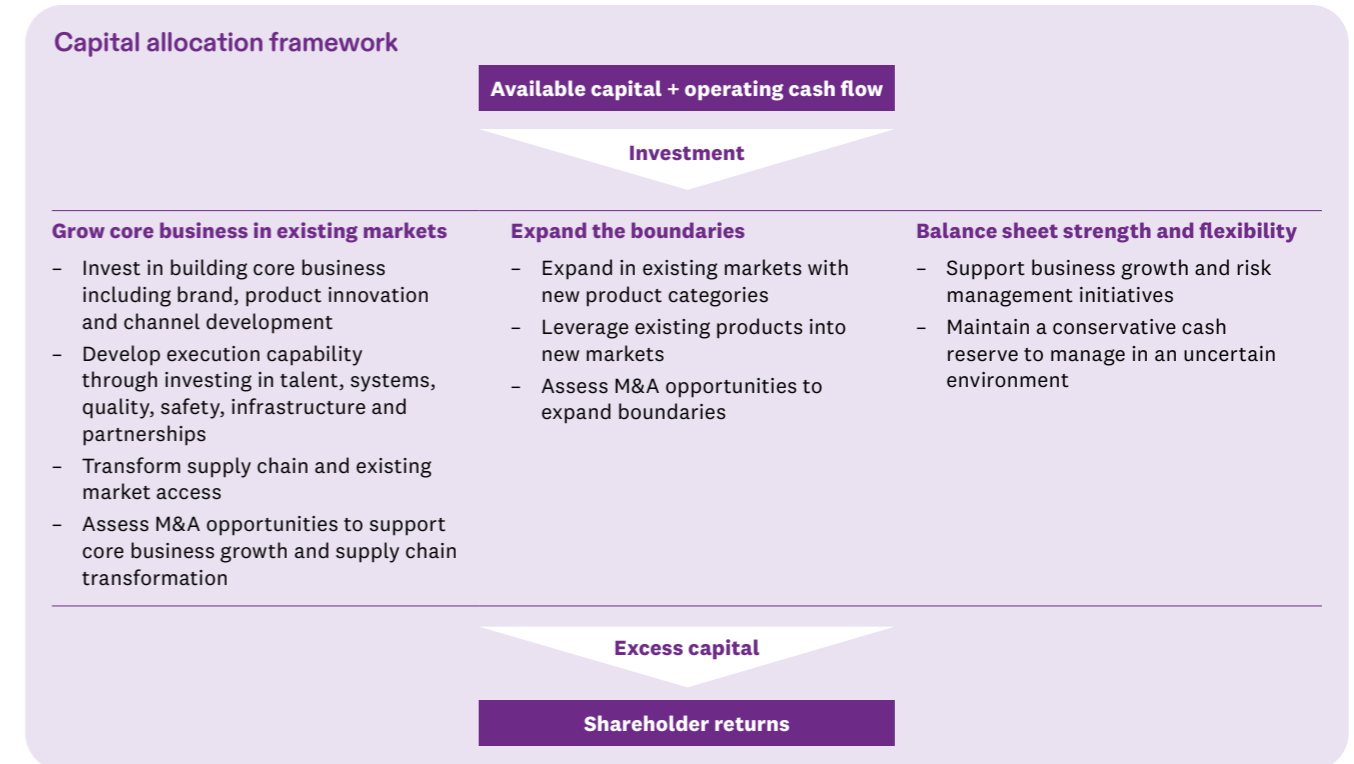 Capital allocation framework
Available capital + operating cash flow
Investment
Grow core business in existing markets
– Invest in building core business
including brand, product innovation
and channel development
– Develop execution capability
through investing in talent, systems,
quality, safety, infrastructure and
partnerships
– Transform supply chain and existing
market access
– Assess M&A opportunities to support
core business growth and supply chain
transformation
Expand the boundaries
– Expand in existing markets with
new product categories
– Leverage existing products into
new markets
– Assess M&A opportunities to
expand boundaries
Balance sheet strength and flexibility
– Support business growth and risk
management initiatives
– Maintain a conservative cash
reserve to manage in an uncertain
environment
Excess capital
Shareholder returns